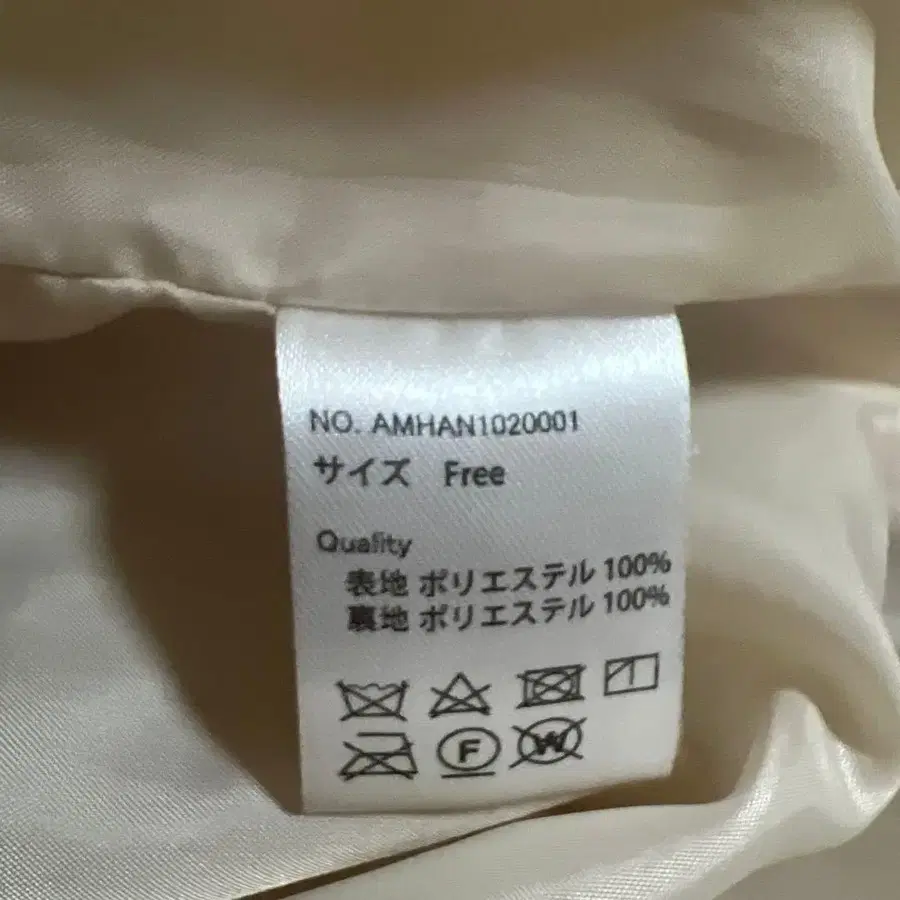 NO. AMHAN1020001
サイズ Free
Quality
表地 ポリエステル 100%
裏地 ポリエステル 100%
F
W